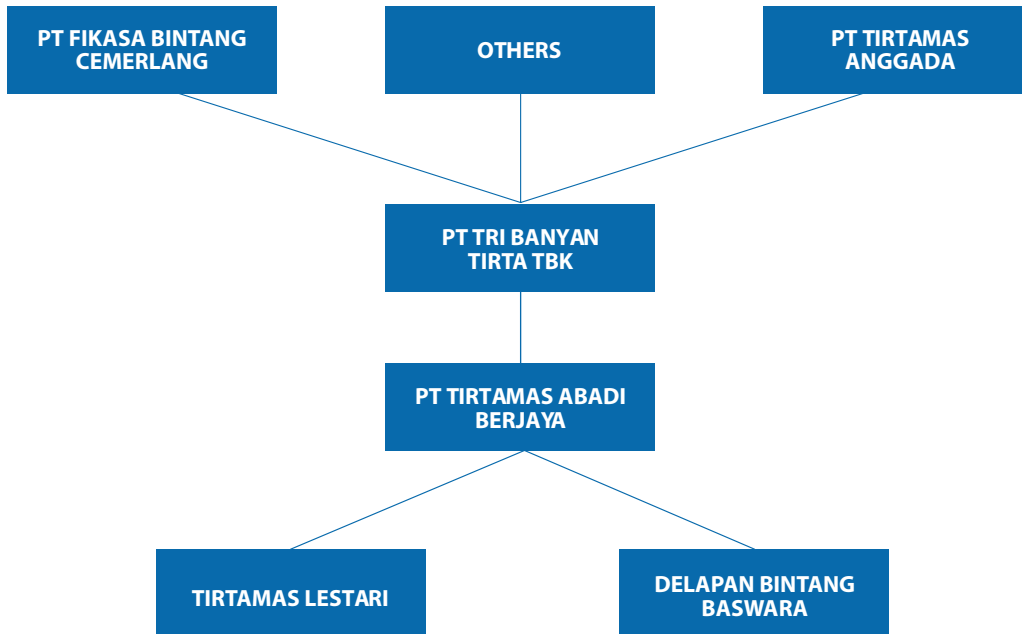 PT FIKASA BINTANG
CEMERLANG
OTHERS
PT TIRTAMAS
ANGGADA
PT TRI BANYAN
TIRTA TBK
PT TIRTAMAS ABADI
BERJAYA
TIRTAMAS LESTARI
DELAPAN BINTANG
BASWARA